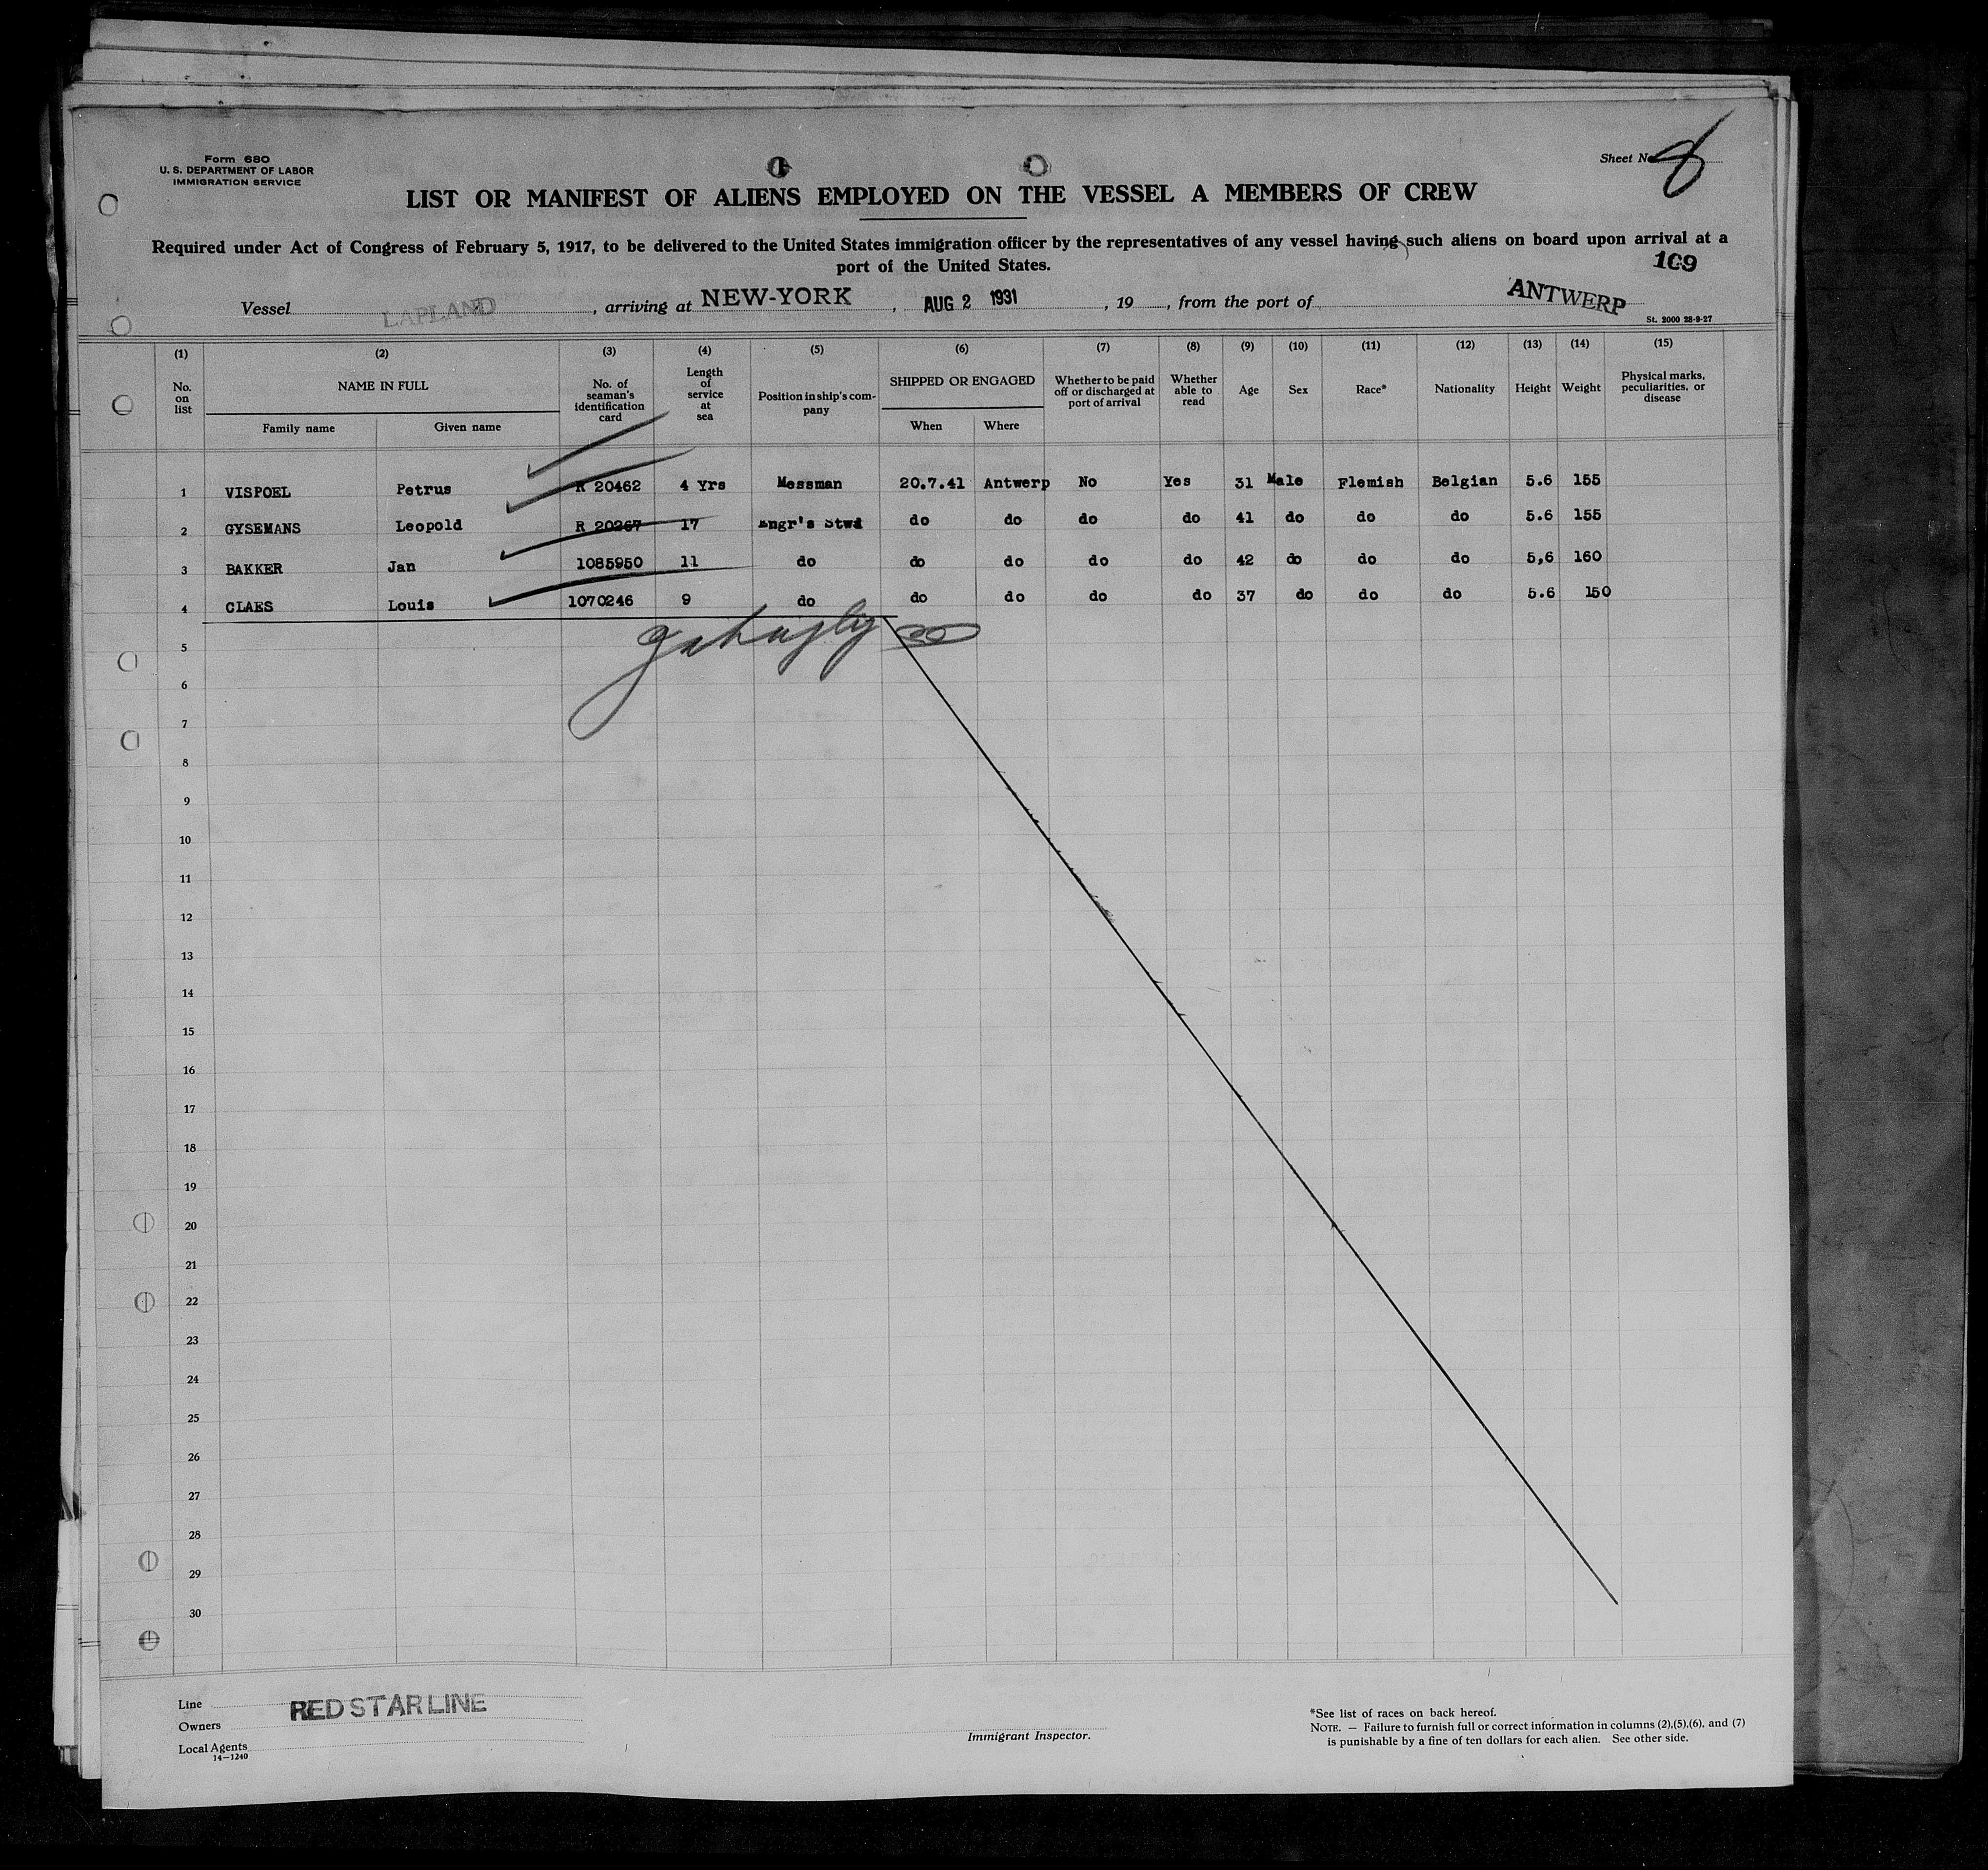 Form 680
U. S. DEPARTMENT OF LABOR
IMMIGRATION SERVICE
Sheet No. 8
LIST OR MANIFEST OF ALIENS EMPLOYED ON THE VESSEL A MEMBERS OF CREW
Required under Act of Congress of February 5, 1917, to be delivered to the United States immigration officer by the representatives of any vessel having such aliens on board upon arrival at a
port of the United States.
109
Vessel LAPLAND, arriving at NEW-YORK, AUG 2 1931, 19, from the port of ANTWERP
St. 2000 28-9-27
(1) (2) (3) (4) (5) (6) (7) (8) (9) (10) (11) (12) (13) (14) (15)
No. on list NAME IN FULL Family name Given name No. of seaman's identification card Length of service at sea Position in ship's company SHIPPED OR ENGAGED When Where Whether to be paid off or discharged at port of arrival Whether able to read Age Sex Race* Nationality Height Weight Physical marks, peculiarities, or disease
1 VISPOEL Petrus R 20462 4 Yrs Messman 20.7.41 Antwerp No Yes 31 Male Flemish Belgian 5.6 155
2 GYSEMANS Leopold R 20267 17 Engr's Stwd do do do do 41 do do do 5.6 155
3 BAKKER Jan 1085950 11 do do do do do 42 do do do 5,6 160
4 CLAES Louis 1070246 9 do do do do do 37 do do do 5.6 150
5
6
7
8
9
10
11
12
13
14
15
16
17
18
19
20
21
22
23
24
25
26
27
28
29
30
Line RED STAR LINE
Owners
Local Agents
14-1240
Immigrant Inspector.
*See list of races on back hereof.
NOTE. — Failure to furnish full or correct information in columns (2),(5),(6), and (7)
is punishable by a fine of ten dollars for each alien. See other side.